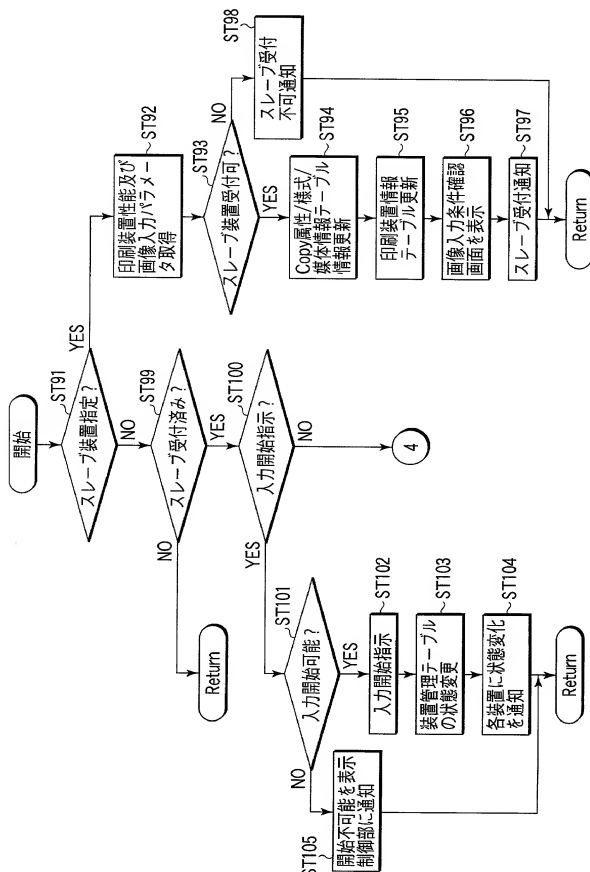 開始
ST91
スレーブ装置指定？
YES
NO
ST92
印刷装置性能及び
画像入力パラメー
タ取得
ST93
スレーブ装置受付可？
NO
YES
ST98
スレーブ受付
不可通知
ST94
Copy属性/様式/
媒体情報テーブル
情報更新
ST95
印刷装置情報
テーブル更新
ST96
画像入力条件確認
画面を表示
ST97
スレーブ受付通知
Return
ST99
スレーブ受付済み？
NO
YES
Return
ST100
入力開始指示？
YES
NO
4
ST101
入力開始可能？
NO
YES
ST102
入力開始指示
ST103
装置管理テーブル
の状態変更
ST104
各装置に状態変化
を通知
ST105
開始不可能を表示
制御部に通知
Return